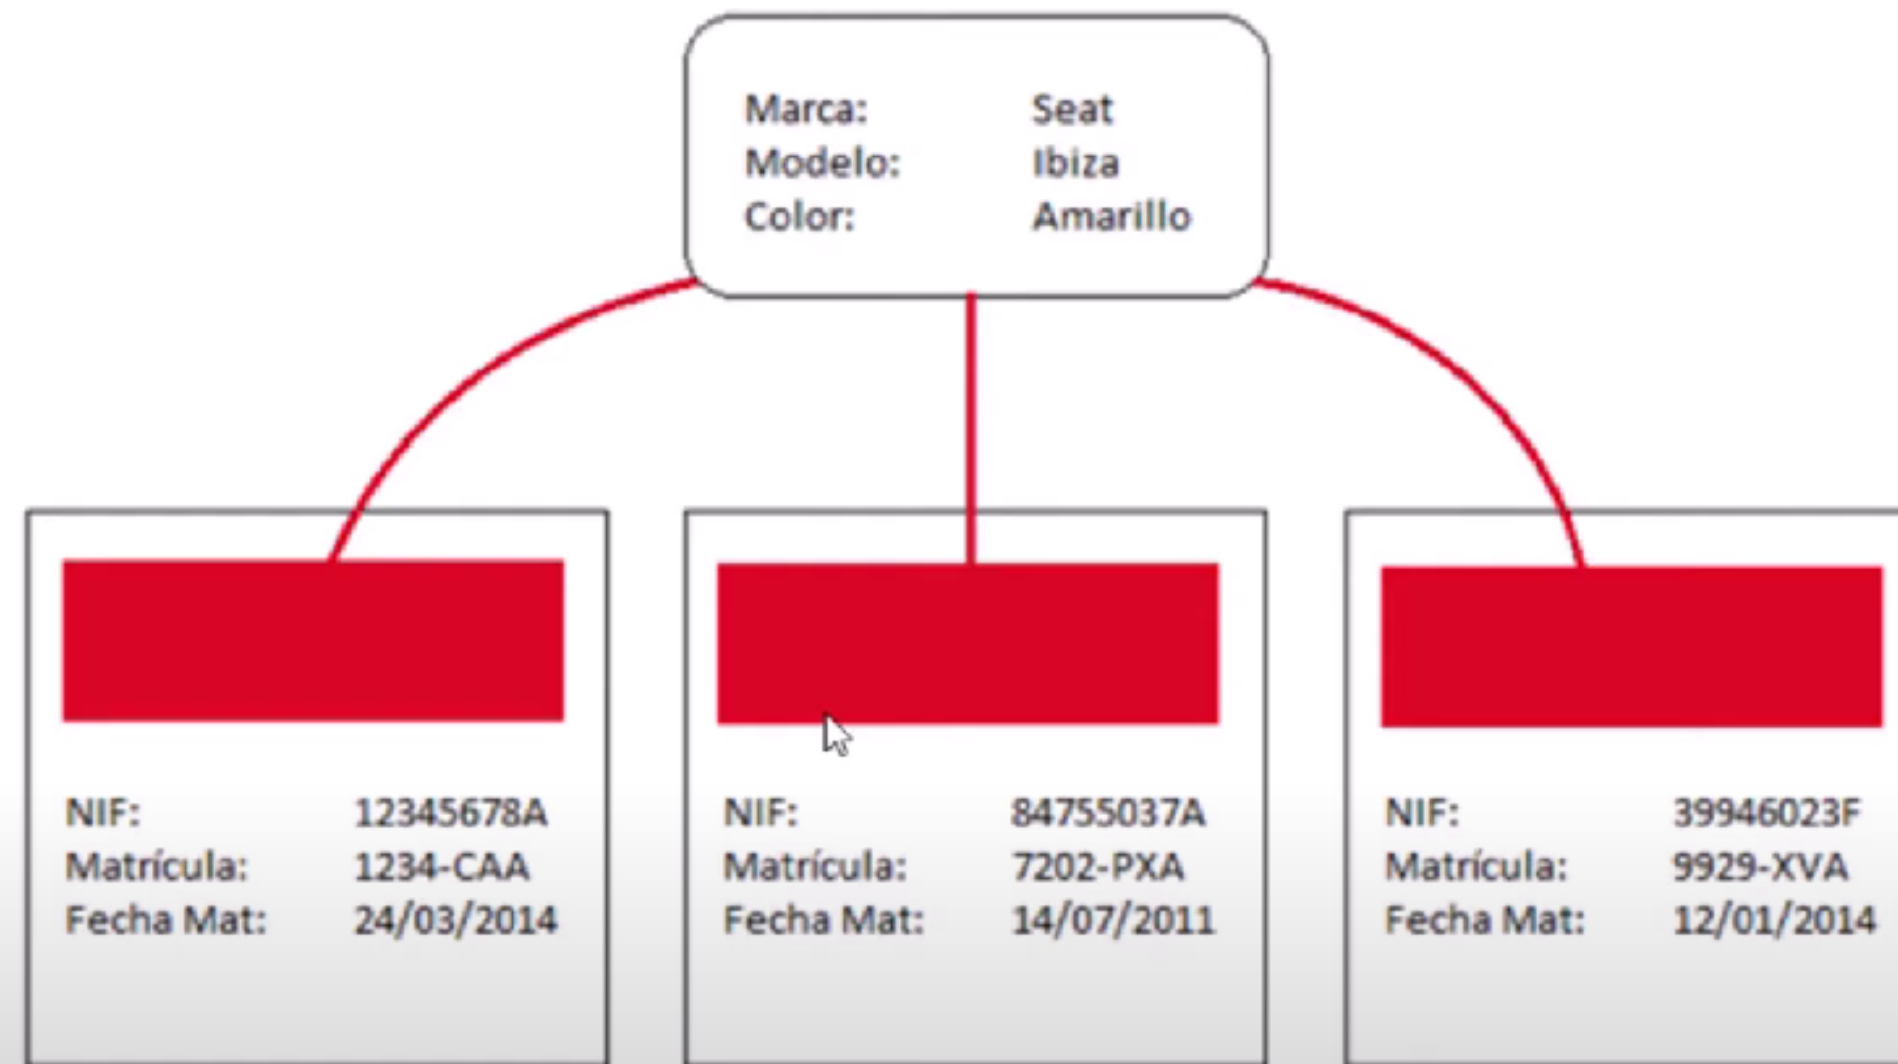 Marca: Seat
Modelo: Ibiza
Color: Amarillo
NIF: 12345678A
Matrícula: 1234-CAA
Fecha Mat: 24/03/2014
NIF: 84755037A
Matrícula: 7202-PXA
Fecha Mat: 14/07/2011
NIF: 39946023F
Matrícula: 9929-XVA
Fecha Mat: 12/01/2014